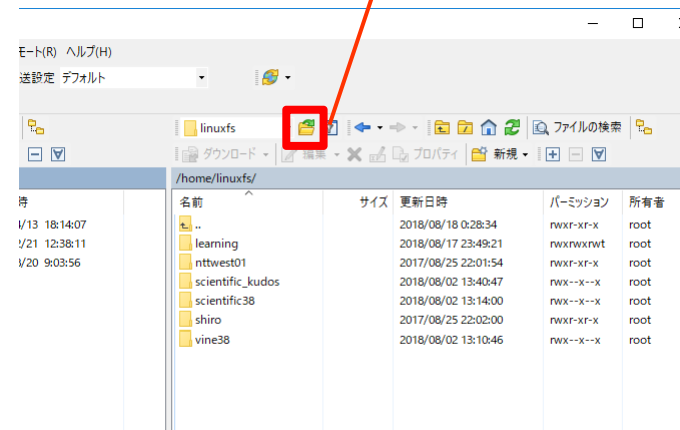 モート(R) ヘルプ(H)
送設定 デフォルト
linuxfs ファイルの検索
ダウンロード 編集 プロパティ 新規
/home/linuxfs/
時 名前 サイズ 更新日時 パーミッション 所有者
/13 18:14:07 .. 2018/08/18 0:28:34 rwxr-xr-x root
/21 12:38:11 learning 2018/08/17 23:49:21 rwxrwxrwt root
/20 9:03:56 nttwest01 2017/08/25 22:01:54 rwxr-xr-x root
scientific_kudos 2018/08/02 13:40:47 rwx--x--x root
scientific38 2018/08/02 13:14:00 rwx--x--x root
shiro 2017/08/25 22:02:00 rwxr-xr-x root
vine38 2018/08/02 13:10:46 rwx--x--x root